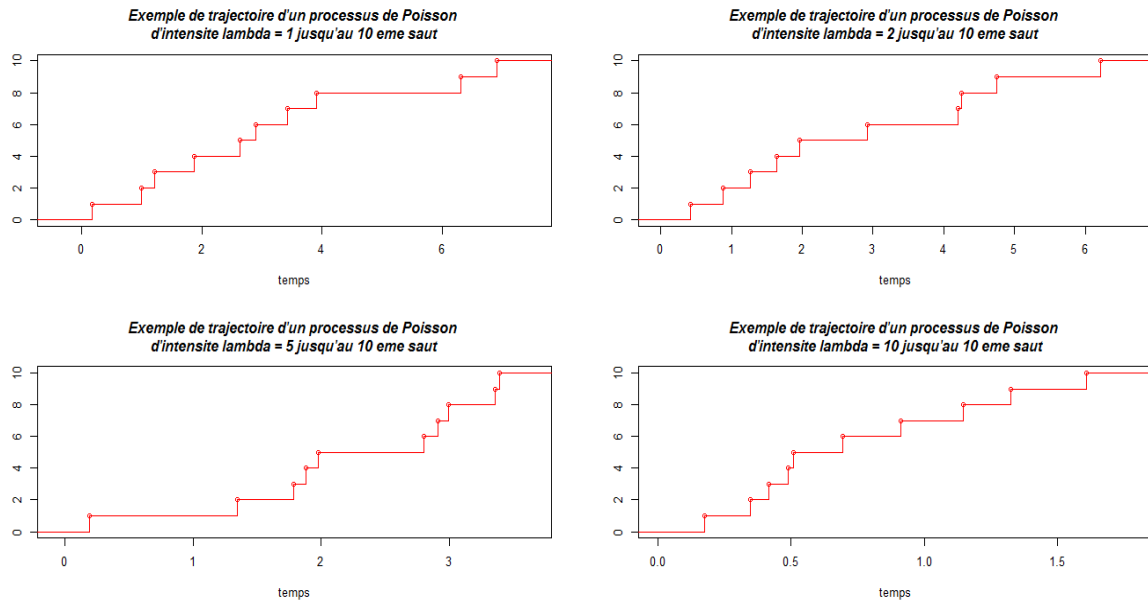 Exemple de trajectoire d'un processus de Poisson
d'intensite lambda = 1 jusqu'au 10 eme saut
10
8
6
4
2
0
0 2 4 6
temps
Exemple de trajectoire d'un processus de Poisson
d'intensite lambda = 2 jusqu'au 10 eme saut
10
8
6
4
2
0
0 1 2 3 4 5 6
temps
Exemple de trajectoire d'un processus de Poisson
d'intensite lambda = 5 jusqu'au 10 eme saut
10
8
6
4
2
0
0 1 2 3
temps
Exemple de trajectoire d'un processus de Poisson
d'intensite lambda = 10 jusqu'au 10 eme saut
10
8
6
4
2
0
0.0 0.5 1.0 1.5
temps